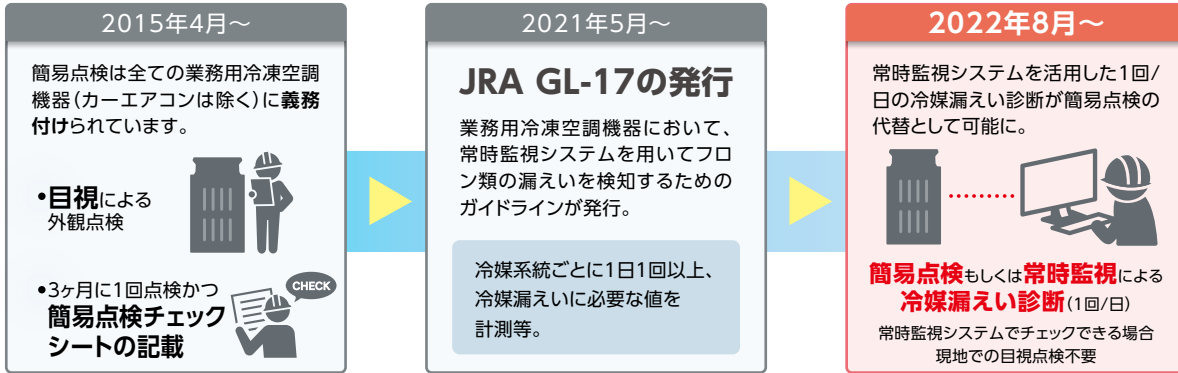 2015年4月～
簡易点検は全ての業務用冷凍空調
機器（カーエアコンは除く）に義務
付けられています。
•目視による
外観点検
•3ヶ月に1回点検かつ
簡易点検チェック
シートの記載
CHECK
2021年5月～
JRA GL-17の発行
業務用冷凍空調機器において、
常時監視システムを用いてフロ
ン類の漏えいを検知するための
ガイドラインが発行。
冷媒系統ごとに1日1回以上、
冷媒漏えいに必要な値を
計測等。
2022年8月～
常時監視システムを活用した1回/
日の冷媒漏えい診断が簡易点検の
代替として可能に。
簡易点検もしくは常時監視による
冷媒漏えい診断（1回/日）
常時監視システムでチェックできる場合
現地での目視点検不要